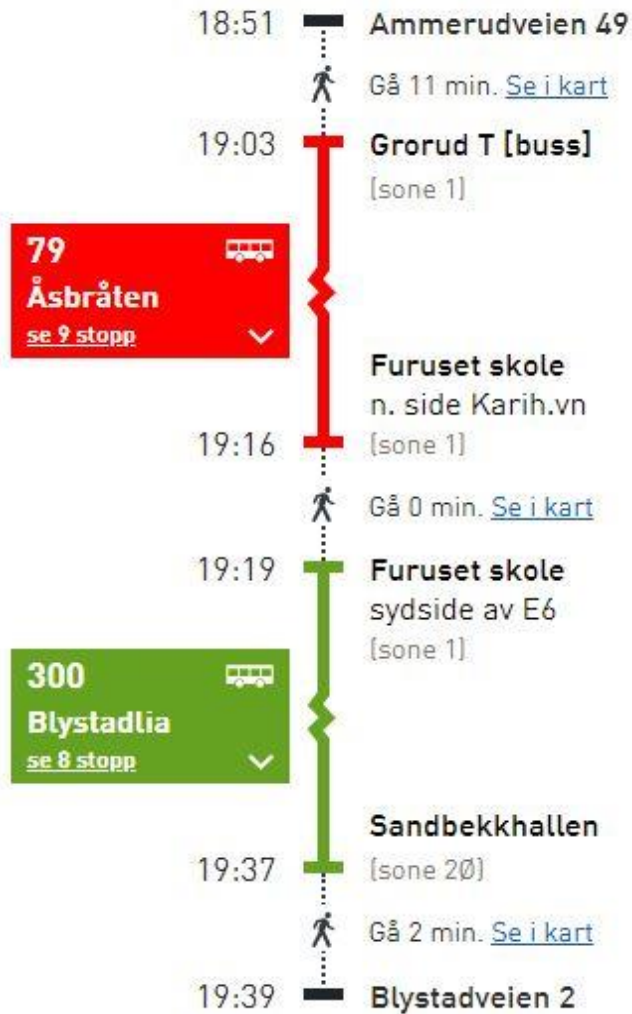 18:51 Ammerudveien 49
Gå 11 min. Se i kart
19:03 Grorud T [buss]
(sone 1)
79
Åsbråten
se 9 stopp
Furuset skole
n. side Karih.vn
19:16 (sone 1)
Gå 0 min. Se i kart
19:19 Furuset skole
sydside av E6
(sone 1)
300
Blystadlia
se 8 stopp
Sandbekkhallen
19:37 (sone 2Ø)
Gå 2 min. Se i kart
19:39 Blystadveien 2